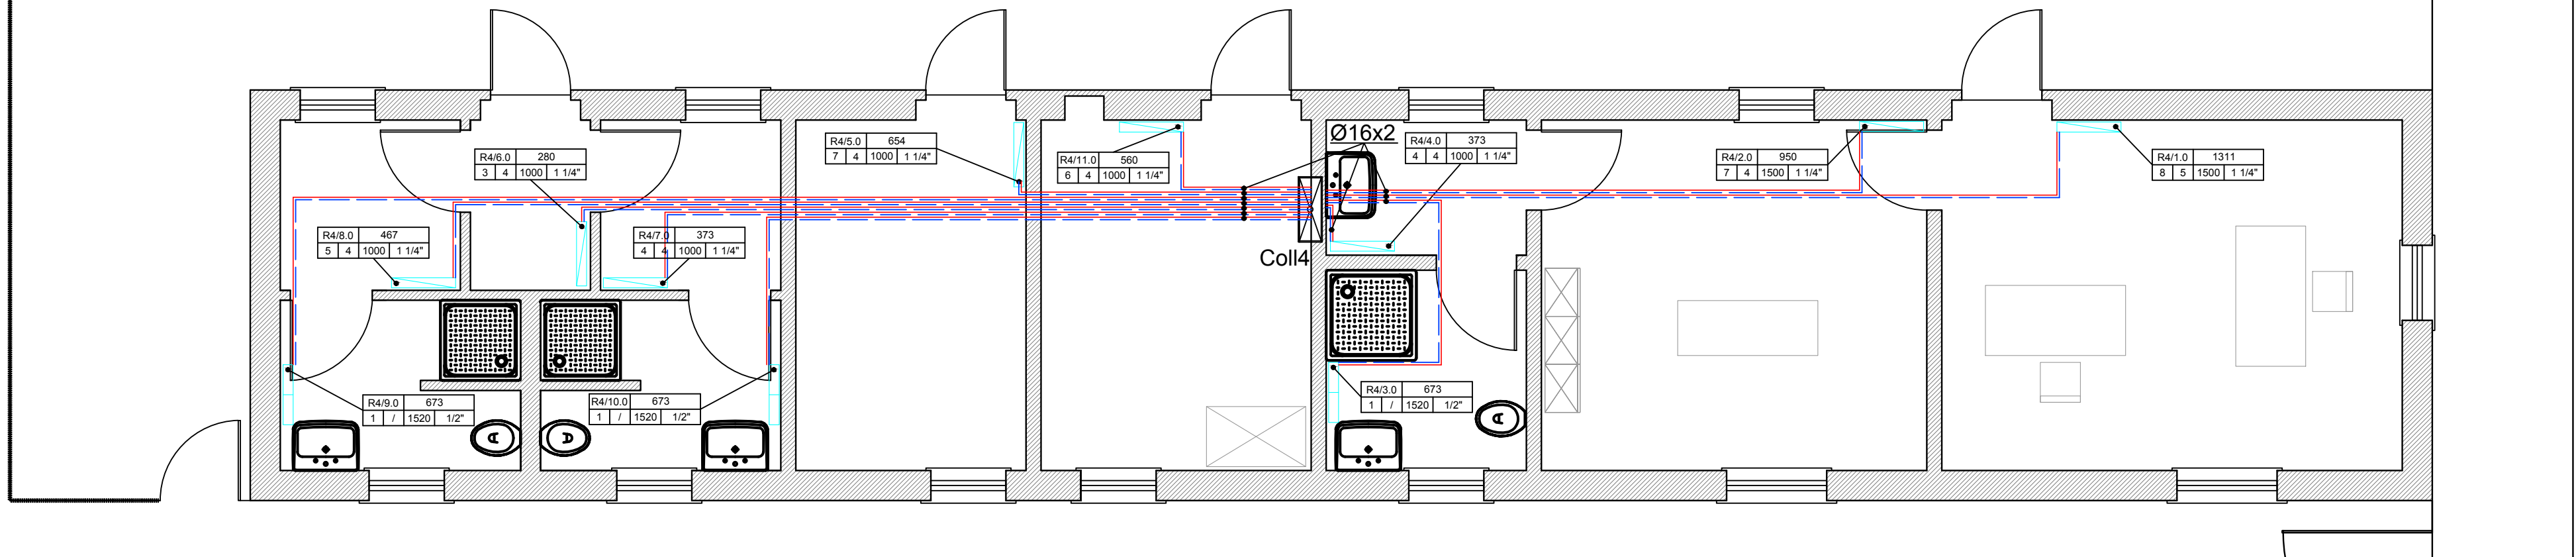 R4/5.0 654
7 4 1000 1 1/4"
Ø16x2
R4/4.0 373
4 4 1000 1 1/4"
R4/6.0 280
3 4 1000 1 1/4"
R4/11.0 560
6 4 1000 1 1/4"
R4/2.0 950
7 4 1500 1 1/4"
R4/1.0 1311
8 5 1500 1 1/4"
R4/8.0 467
5 4 1000 1 1/4"
R4/7.0 373
4 4 1000 1 1/4"
Coll4
R4/9.0 673
1 / 1520 1/2"
R4/10.0 673
1 / 1520 1/2"
R4/3.0 673
1 / 1520 1/2"